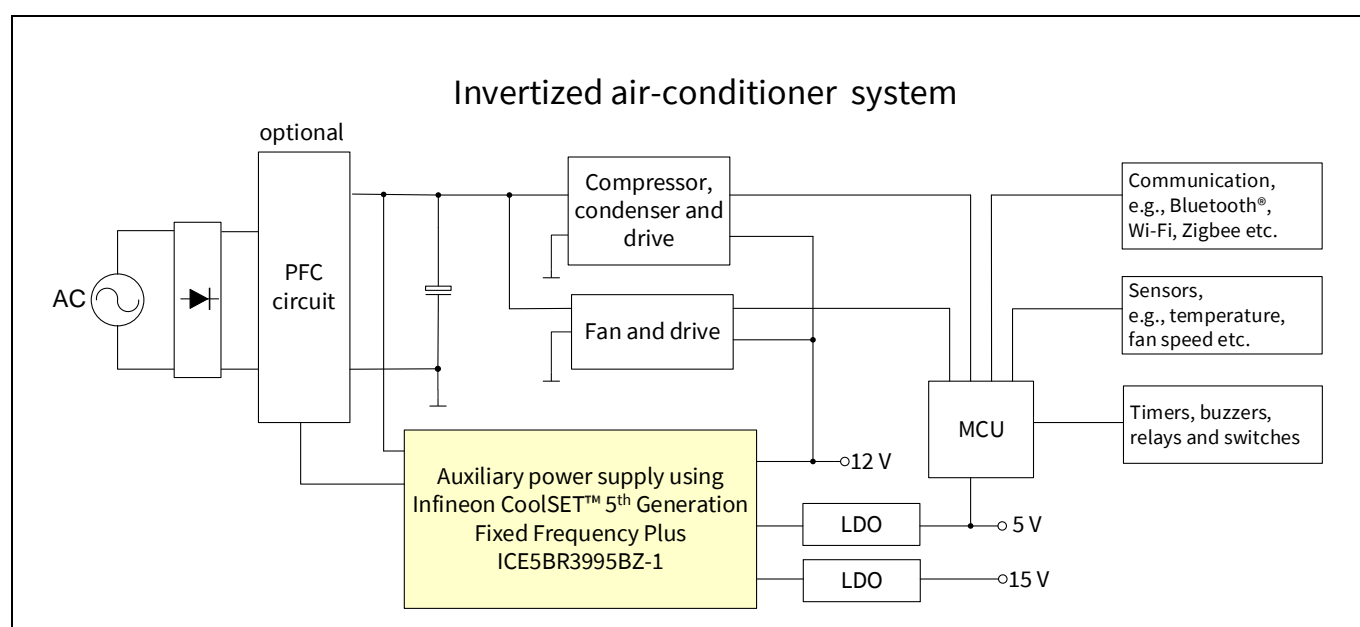 Invertized air-conditioner system
optional
AC
PFC
circuit
Compressor,
condenser and
drive
Fan and drive
Communication,
e.g., Bluetooth®,
Wi-Fi, Zigbee etc.
Sensors,
e.g., temperature,
fan speed etc.
MCU
Timers, buzzers,
relays and switches
Auxiliary power supply using
Infineon CoolSET™ 5th Generation
Fixed Frequency Plus
ICE5BR3995BZ-1
12 V
LDO
5 V
LDO
15 V